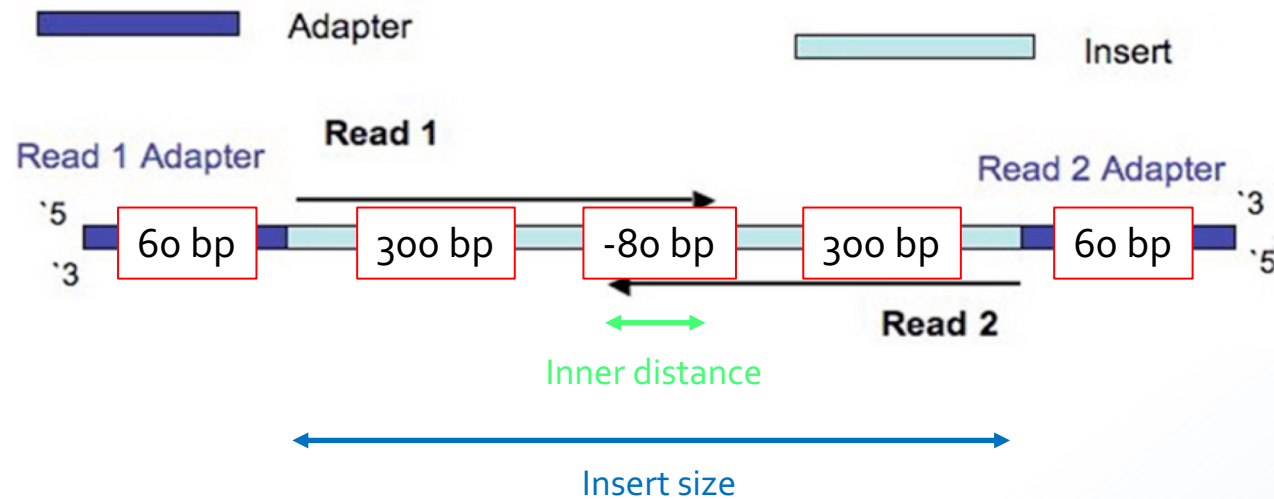 Adapter
Insert
Read 1
Read 1 Adapter
Read 2 Adapter
`5
`3
60 bp
300 bp
-80 bp
300 bp
60 bp
`3
`5
Read 2
Inner distance
Insert size